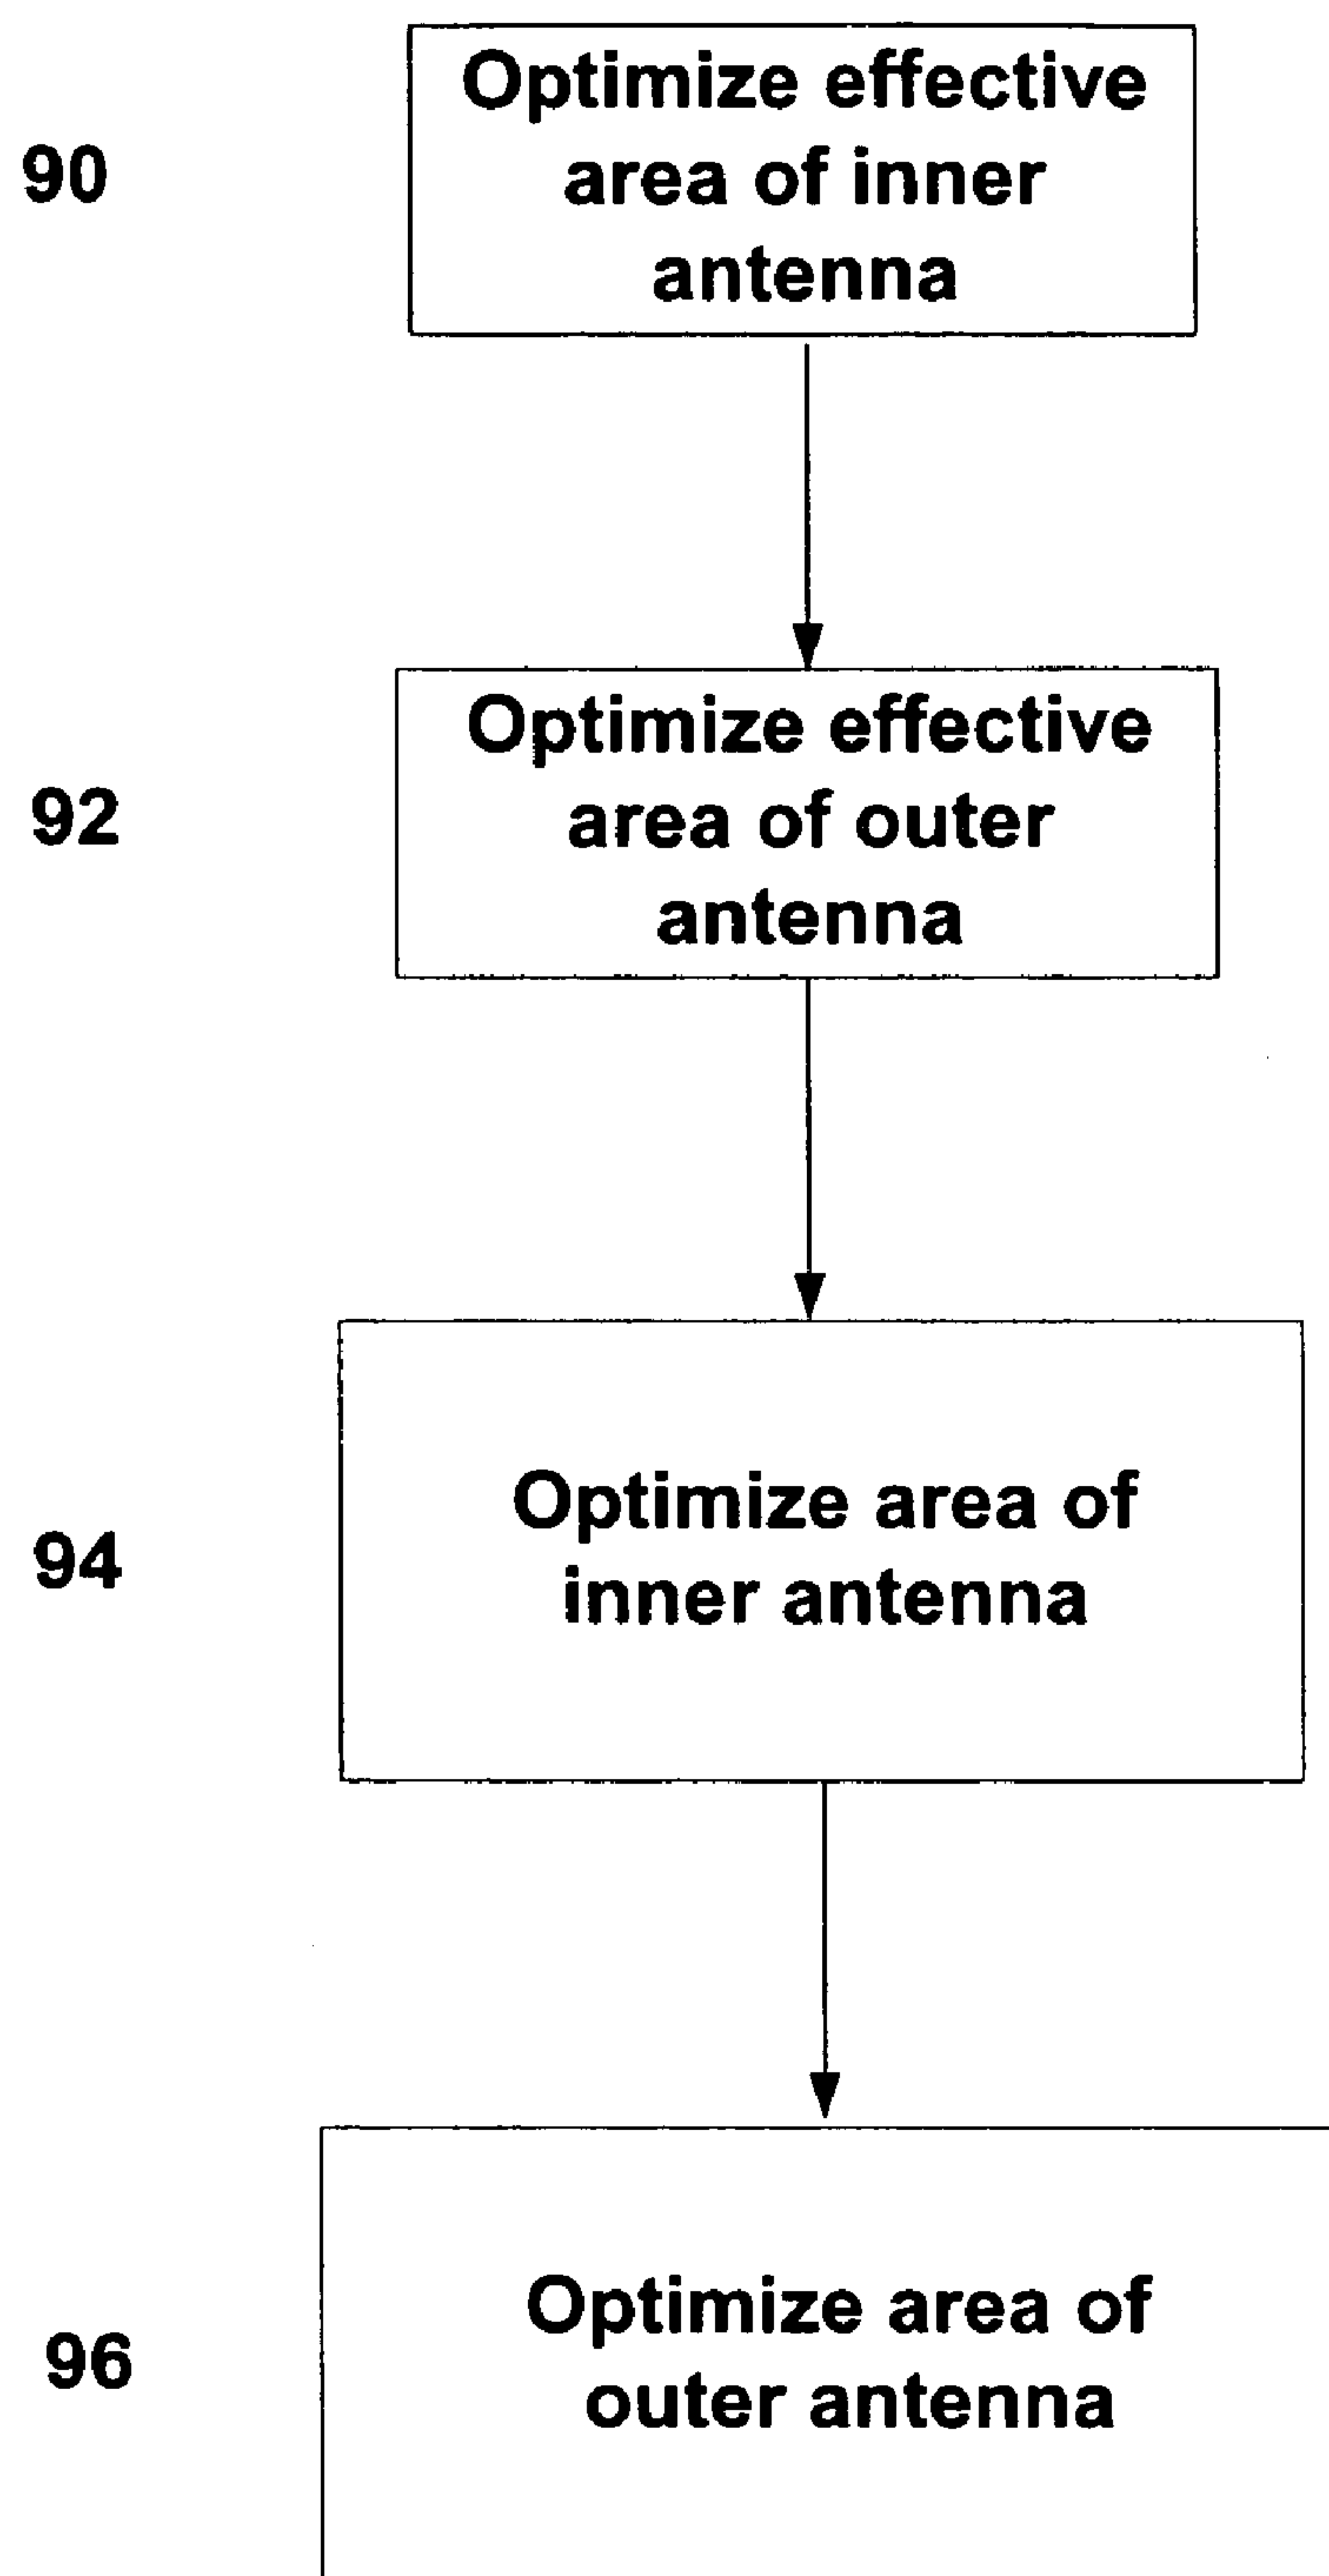 90
Optimize effective
area of inner
antenna
92
Optimize effective
area of outer
antenna
94
Optimize area of
inner antenna
96
Optimize area of
outer antenna